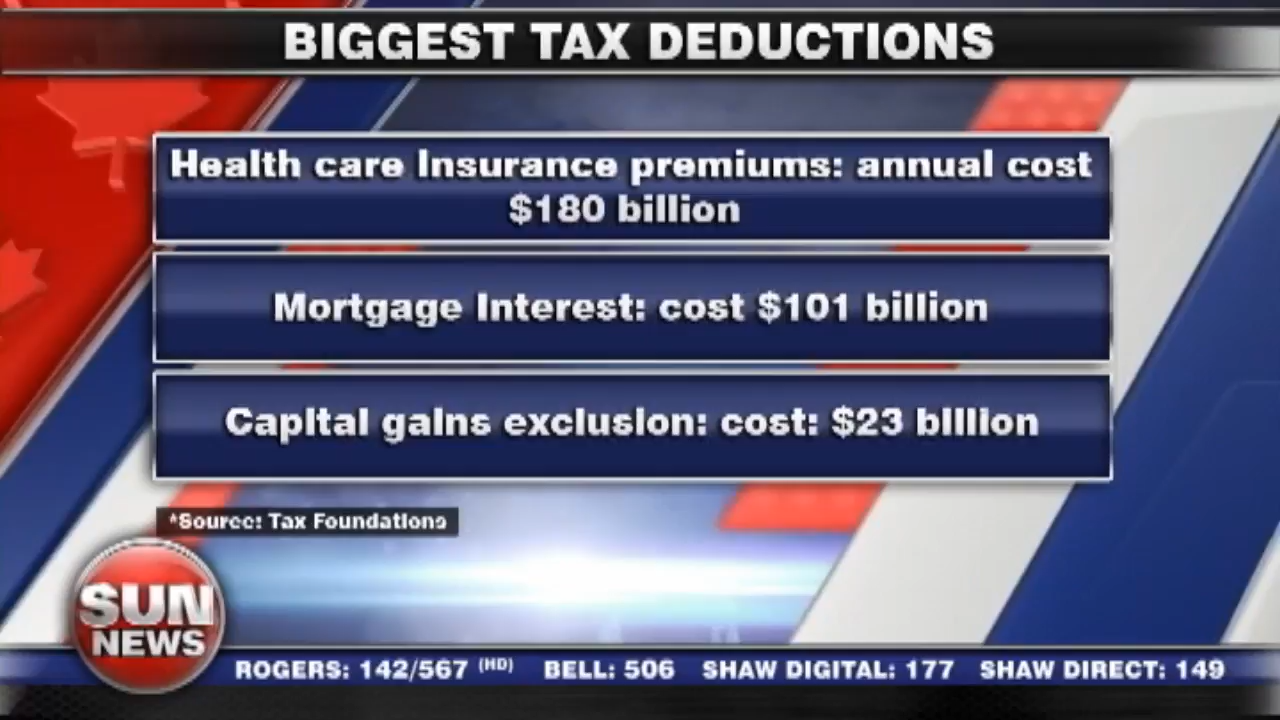 BIGGEST TAX DEDUCTIONS
Health care Insurance premiums: annual cost
$180 billion
Mortgage Interest: cost $101 billion
Capital gains exclusion: cost: $23 billion
*Source: Tax Foundations
SUN
NEWS
ROGERS: 142/567 (HD) BELL: 506 SHAW DIGITAL: 177 SHAW DIRECT: 149